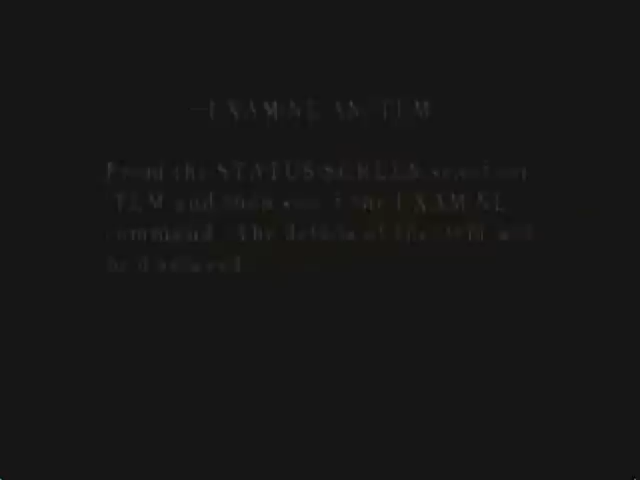 EXAMINE AN ITEM
From the STATUS SCREEN select an
ITEM and then use the EXAMINE
command. The details of the item will
be displayed.